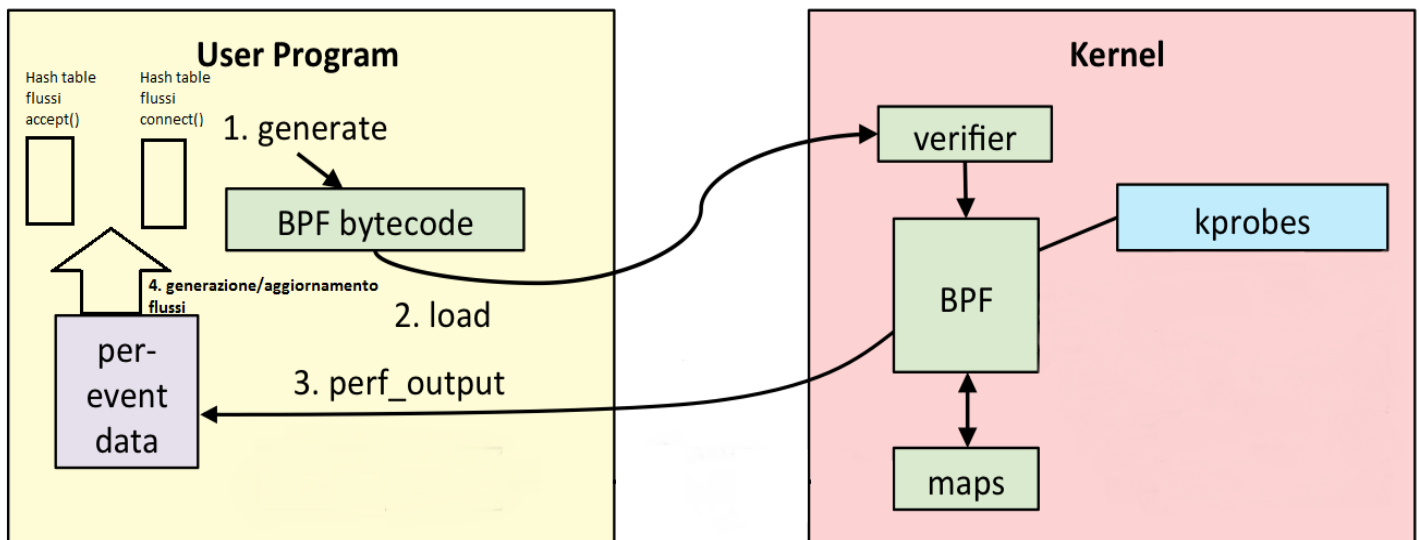 User Program
Hash table
flussi
accept()
Hash table
flussi
connect()
1. generate
BPF bytecode
4. generazione/aggiornamento
flussi
2. load
per-
event
data
3. perf_output
Kernel
verifier
kprobes
BPF
maps